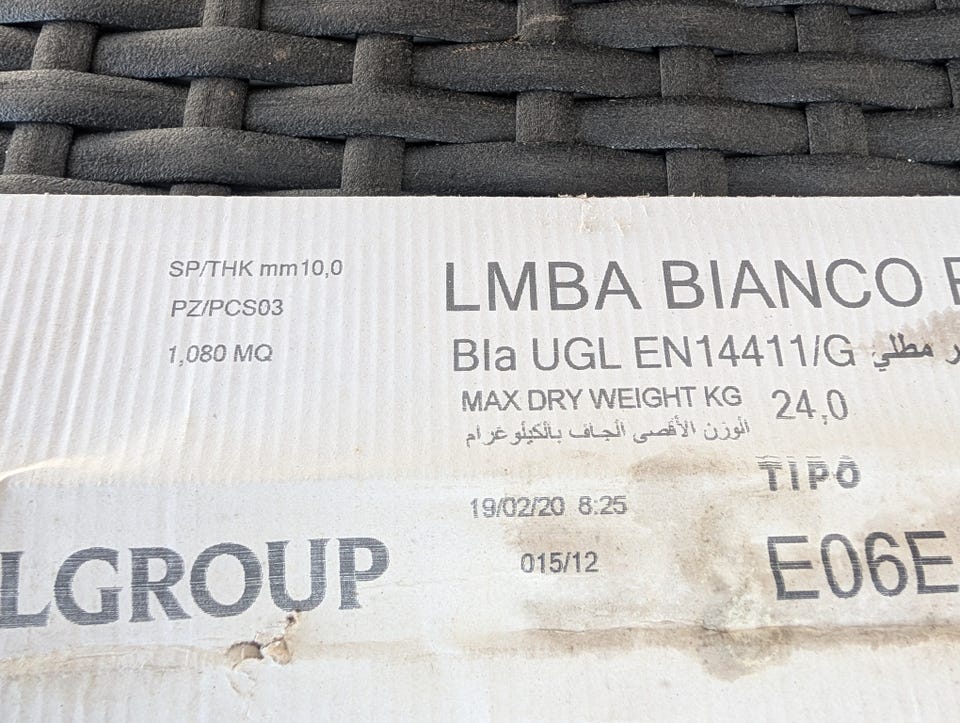 SP/THK mm10,0
PZ/PCS03
1,080 MQ
LMBA BIANCO
BIa UGL EN14411/G مطلي
MAX DRY WEIGHT KG 24,0
الوزن الأقصى الجاف بالكيلوغرام
TIPO
19/02/20 8:25
015/12
E06E
LGROUP